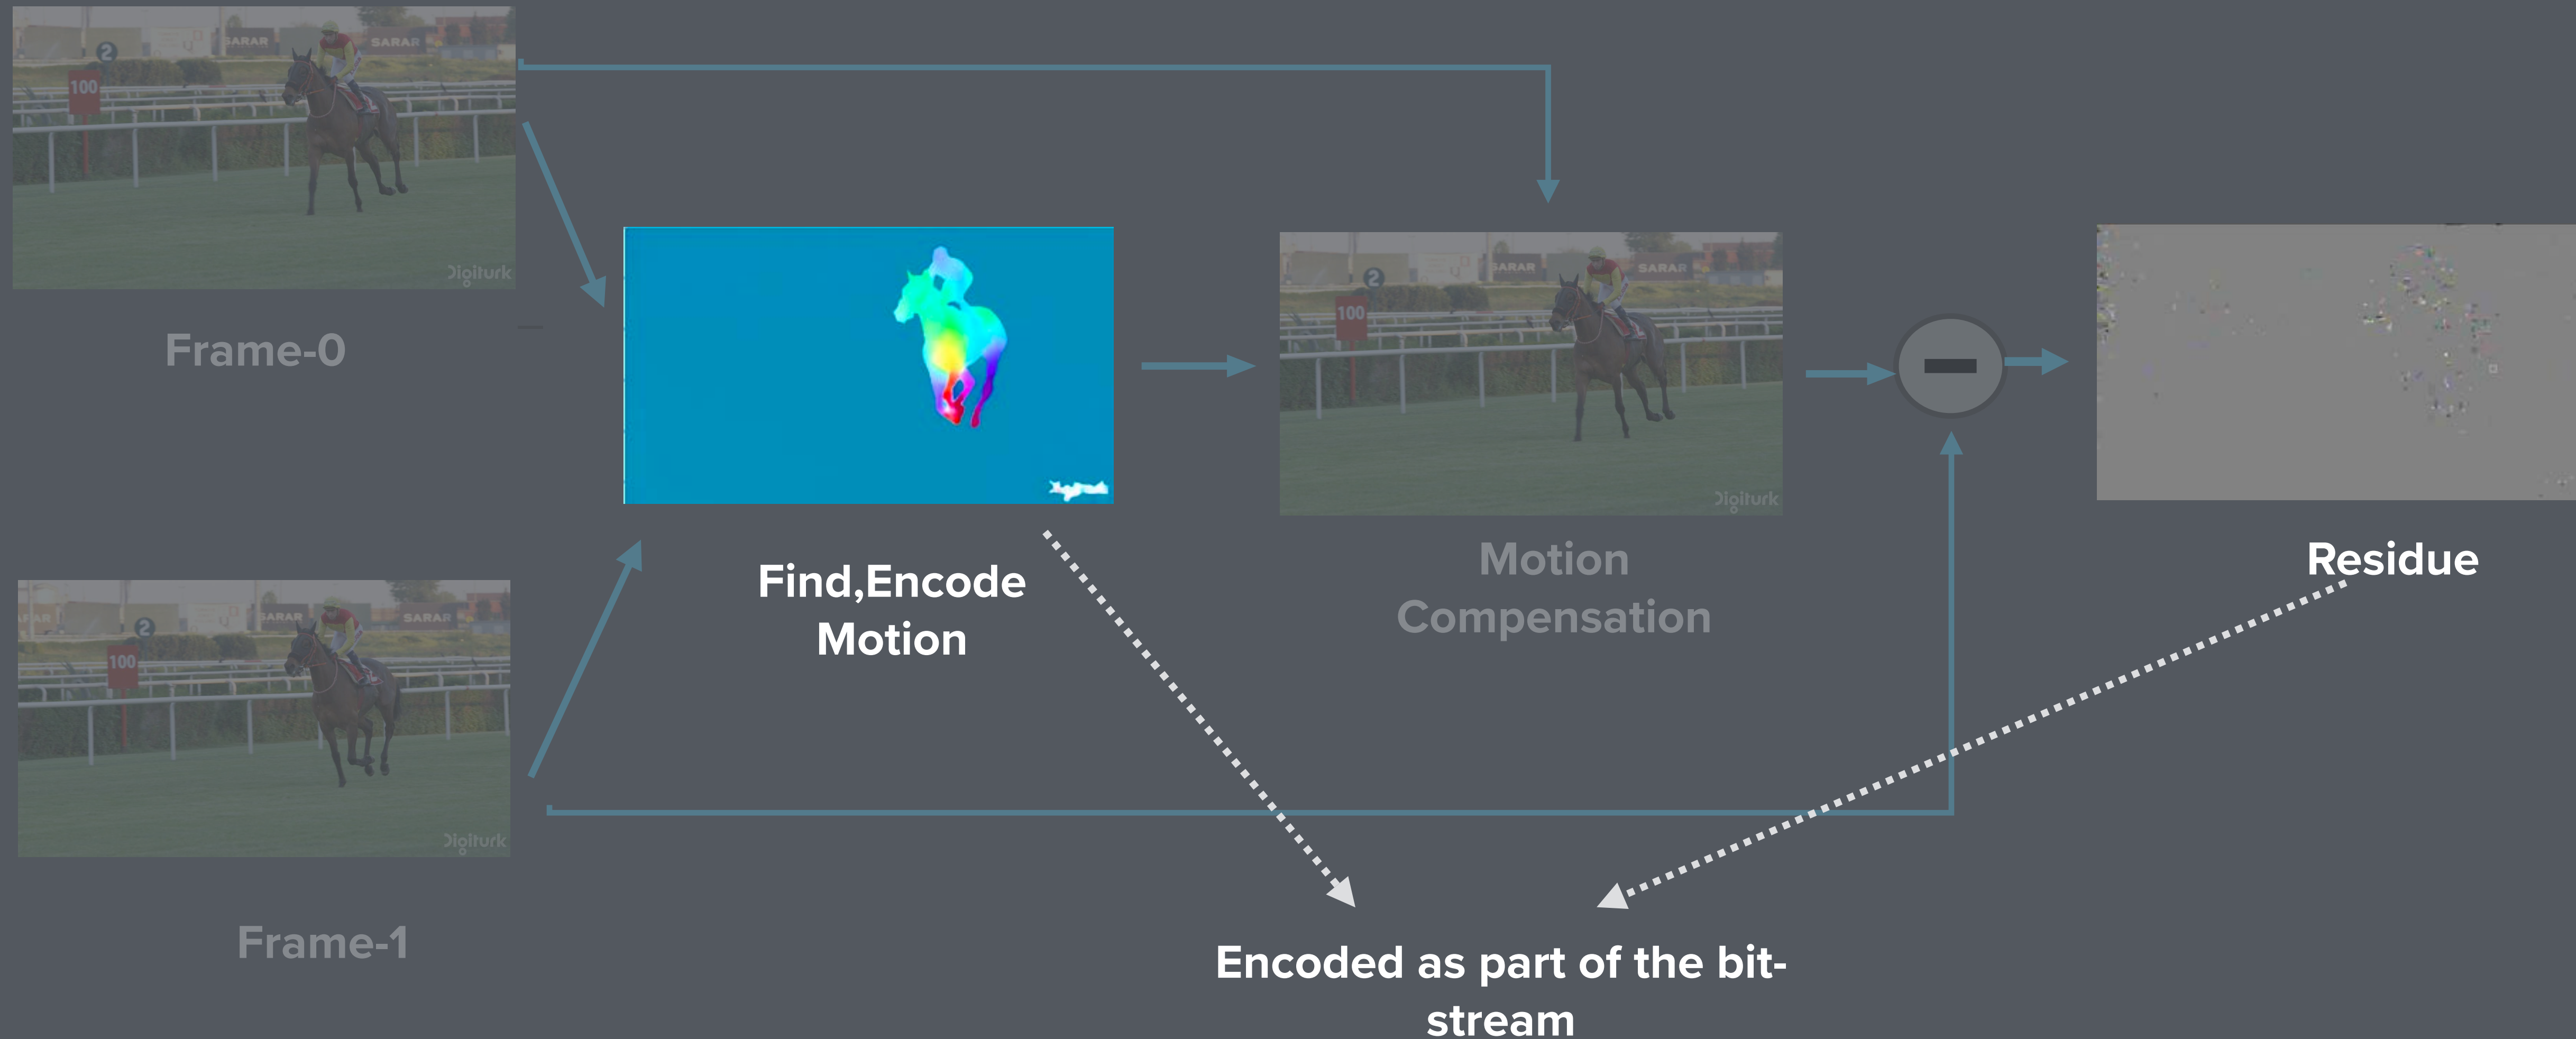 2
SARAR
SARAR
100
Digiturk
Frame-0
2
SARAR
SARAR
100
Digiturk
Find,Encode
Motion
Motion
Compensation
Residue
2
SARAR
SARAR
100
Digiturk
Frame-1
Encoded as part of the bit-
stream